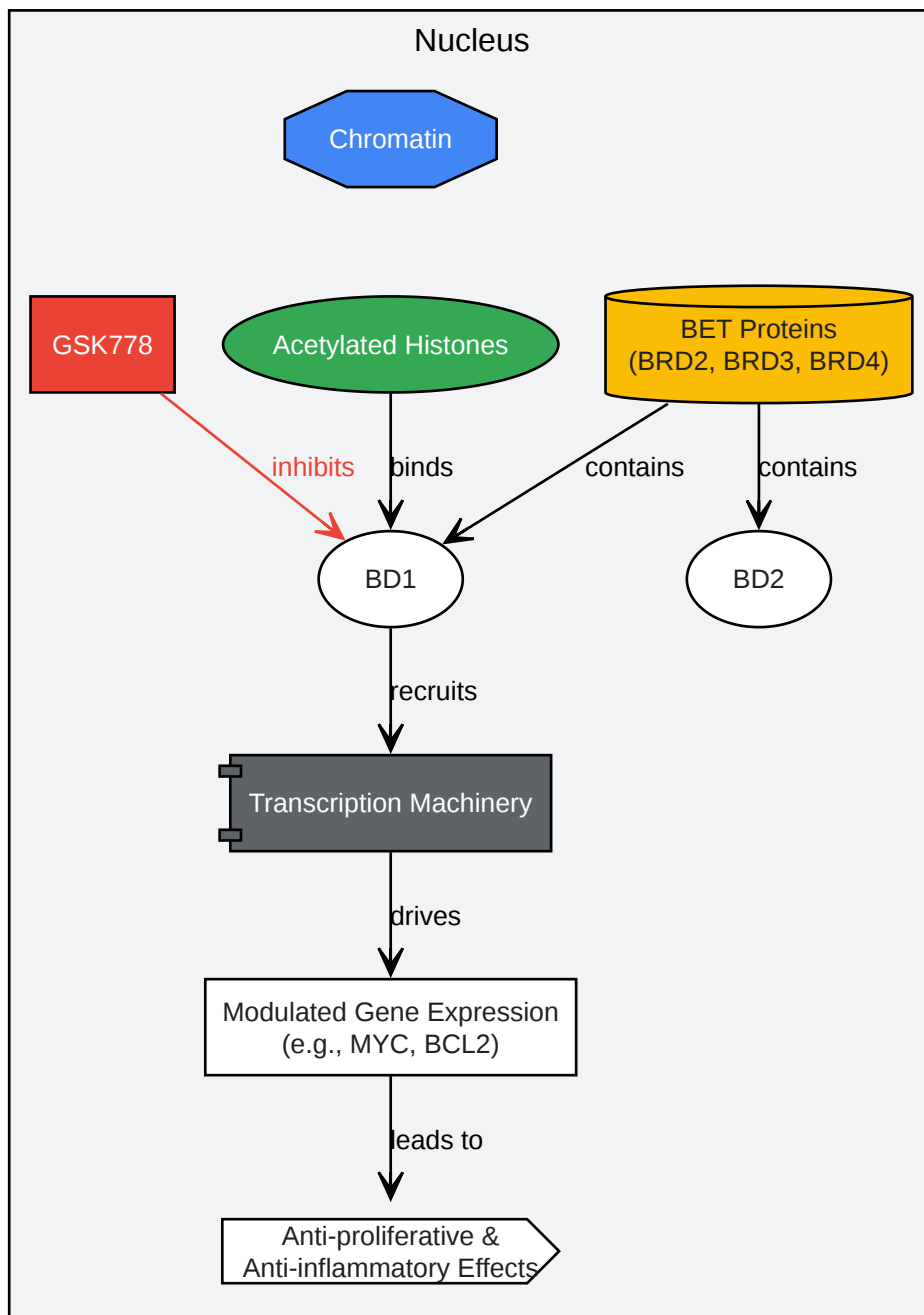 Nucleus
Chromatin
GSK778
Acetylated Histones
BET Proteins
(BRD2, BRD3, BRD4)
inhibits
binds
contains
contains
BD1
BD2
recruits
Transcription Machinery
drives
Modulated Gene Expression
(e.g., MYC, BCL2)
leads to
Anti-proliferative &
Anti-inflammatory Effects